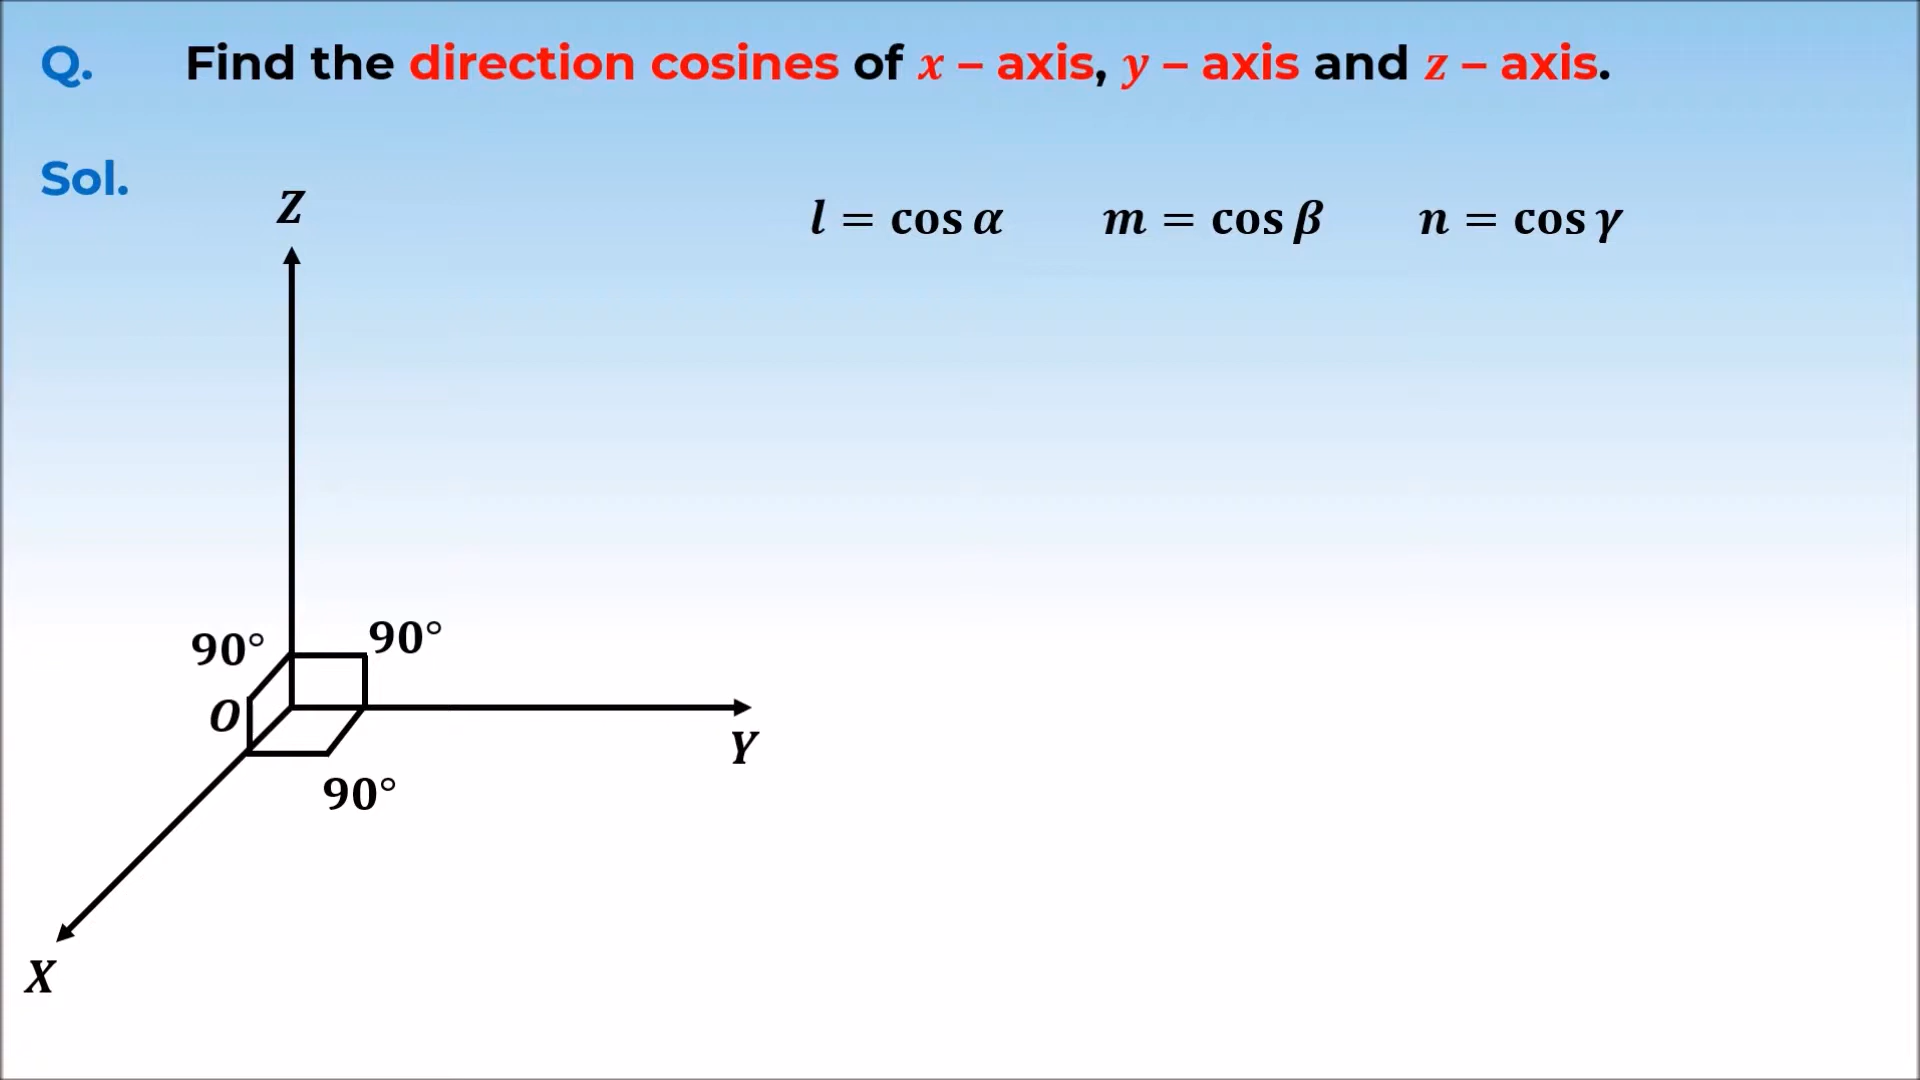 Q. Find the direction cosines of x – axis, y – axis and z – axis.
Sol.
Z
l = cos α m = cos β n = cos γ
90° 90°
O
Y
90°
X